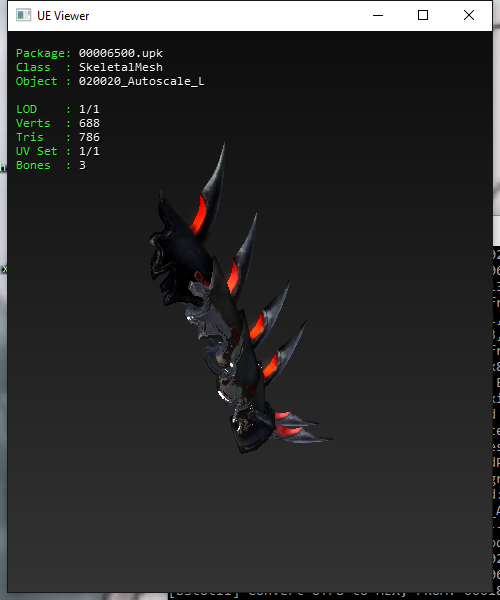 UE Viewer
Package: 00006500.upk
Class : SkeletalMesh
Object : 020020_Autoscale_L
LOD : 1/1
Verts : 688
Tris : 786
UV Set : 1/1
Bones : 3